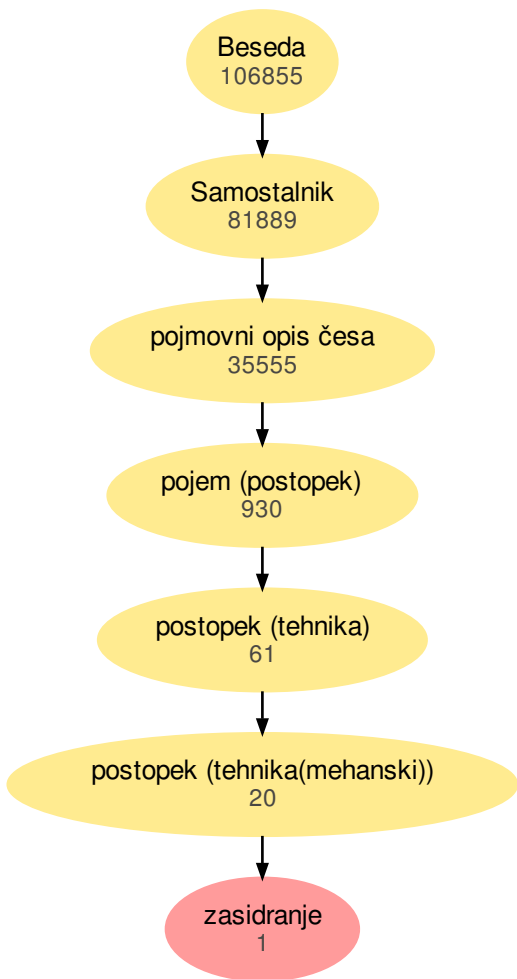 Beseda
106855
Samostalnik
81889
pojmovni opis česa
35555
pojem (postopek)
930
postopek (tehnika)
61
postopek (tehnika(mehanski))
20
zasidranje
1